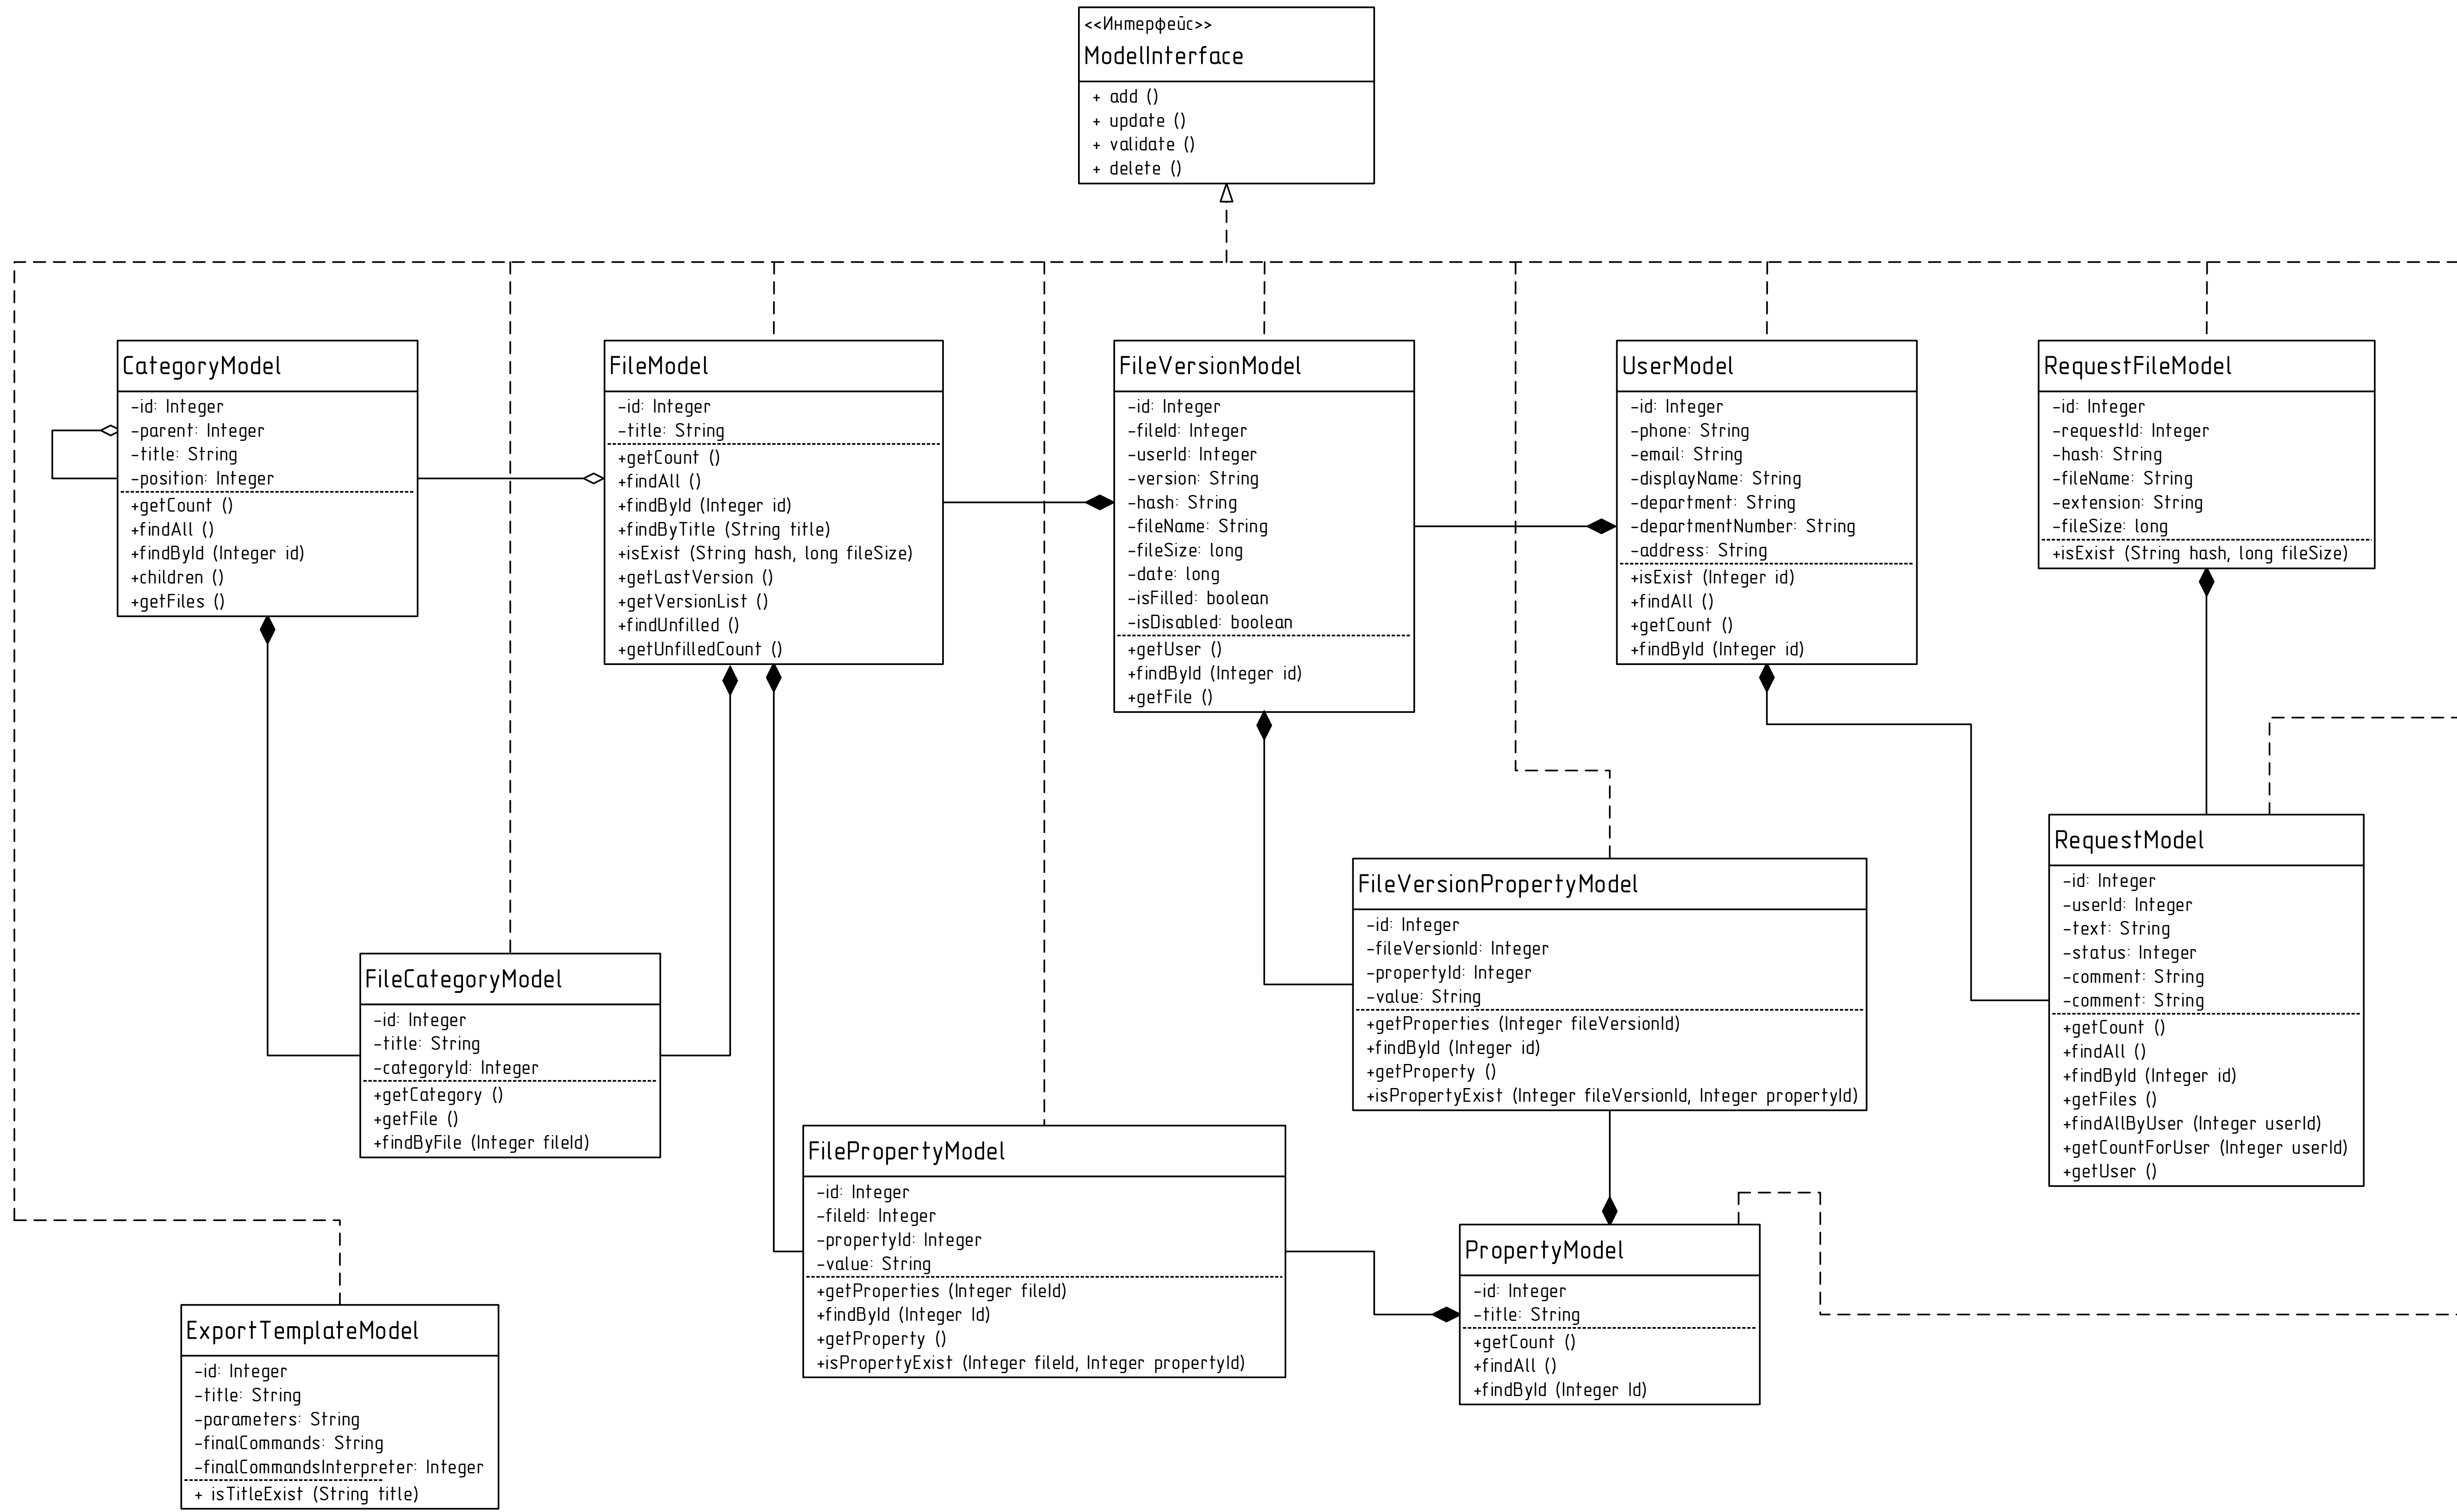 <<Интерфейс>>
ModelInterface
+ add ()
+ update ()
+ validate ()
+ delete ()
CategoryModel
-id: Integer
-parent: Integer
-title: String
-position: Integer
+getCount ()
+findAll ()
+findById (Integer id)
+children ()
+getFiles ()
FileModel
-id: Integer
-title: String
+getCount ()
+findAll ()
+findById (Integer id)
+findByTitle (String title)
+isExist (String hash, long fileSize)
+getLastVersion ()
+getVersionList ()
+findUnfilled ()
+getUnfilledCount ()
FileVersionModel
-id: Integer
-fileId: Integer
-userId: Integer
-version: String
-hash: String
-fileName: String
-fileSize: long
-date: long
-isFilled: boolean
-isDisabled: boolean
+getUser ()
+findById (Integer id)
+getFile ()
UserModel
-id: Integer
-phone: String
-email: String
-displayName: String
-department: String
-departmentNumber: String
-address: String
+isExist (Integer id)
+findAll ()
+getCount ()
+findById (Integer id)
RequestFileModel
-id: Integer
-requestId: Integer
-hash: String
-fileName: String
-extension: String
-fileSize: long
+isExist (String hash, long fileSize)
FileCategoryModel
-id: Integer
-title: String
-categoryId: Integer
+getCategory ()
+getFile ()
+findByFile (Integer fileId)
FileVersionPropertyModel
-id: Integer
-fileVersionId: Integer
-propertyId: Integer
-value: String
+getProperties (Integer fileVersionId)
+findById (Integer id)
+getProperty ()
+isPropertyExist (Integer fileVersionId, Integer propertyId)
RequestModel
-id: Integer
-userId: Integer
-text: String
-status: Integer
-comment: String
-comment: String
+getCount ()
+findAll ()
+findById (Integer id)
+getFiles ()
+findAllByUser (Integer userId)
+getCountForUser (Integer userId)
+getUser ()
FilePropertyModel
-id: Integer
-fileId: Integer
-propertyId: Integer
-value: String
+getProperties (Integer fileId)
+findById (Integer Id)
+getProperty ()
+isPropertyExist (Integer fileId, Integer propertyId)
PropertyModel
-id: Integer
-title: String
+getCount ()
+findAll ()
+findById (Integer Id)
ExportTemplateModel
-id: Integer
-title: String
-parameters: String
-finalCommands: String
-finalCommandsInterpreter: Integer
+ isTitleExist (String title)